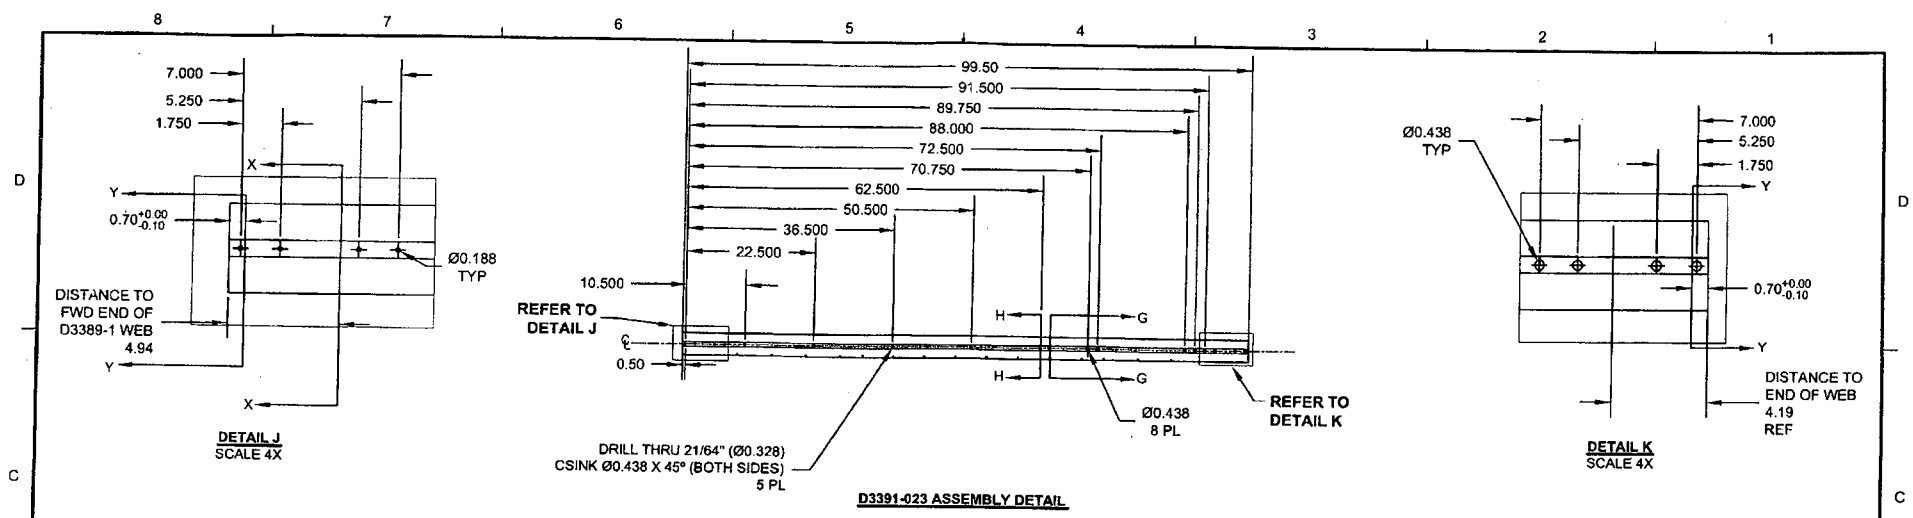 8
7
6
5
4
3
2
1
D
C
D
C
7.000
5.250
1.750
X
Y
0.70+0.00
-0.10
Ø0.188
TYP
DISTANCE TO
FWD END OF
D3389-1 WEB
4.94
Y
X
DETAIL J
SCALE 4X
99.50
91.500
89.750
88.000
72.500
70.750
62.500
50.500
36.500
22.500
10.500
REFER TO
DETAIL J
H
G
℄
0.50
H
G
Ø0.438
8 PL
REFER TO
DETAIL K
DRILL THRU 21/64" (Ø0.328)
CSINK Ø0.438 X 45º (BOTH SIDES)
5 PL
D3391-023 ASSEMBLY DETAIL
Ø0.438
TYP
7.000
5.250
1.750
Y
0.70+0.00
-0.10
Y
DISTANCE TO
END OF WEB
4.19
REF
DETAIL K
SCALE 4X